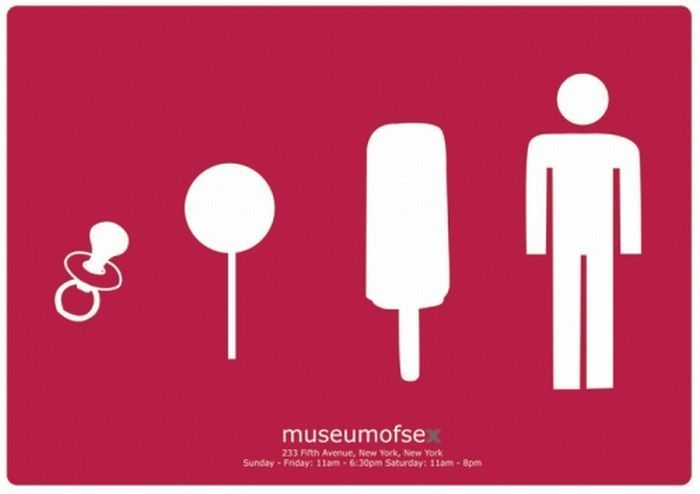 museumofsex
233 Fifth Avenue, New York, New York
Sunday - Friday: 11am - 6:30pm Saturday: 11am - 8pm